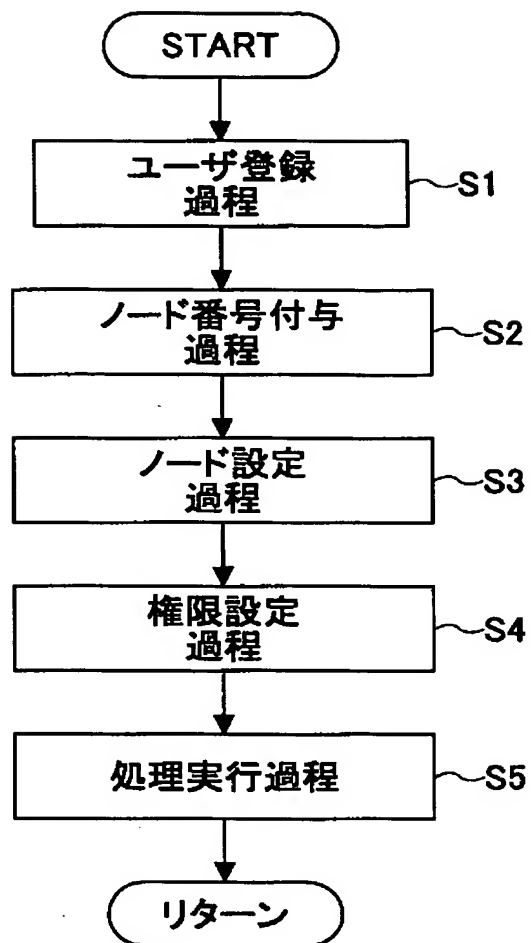 START
ユーザ登録
過程
S1
ノード番号付与
過程
S2
ノード設定
過程
S3
権限設定
過程
S4
処理実行過程
S5
リターン